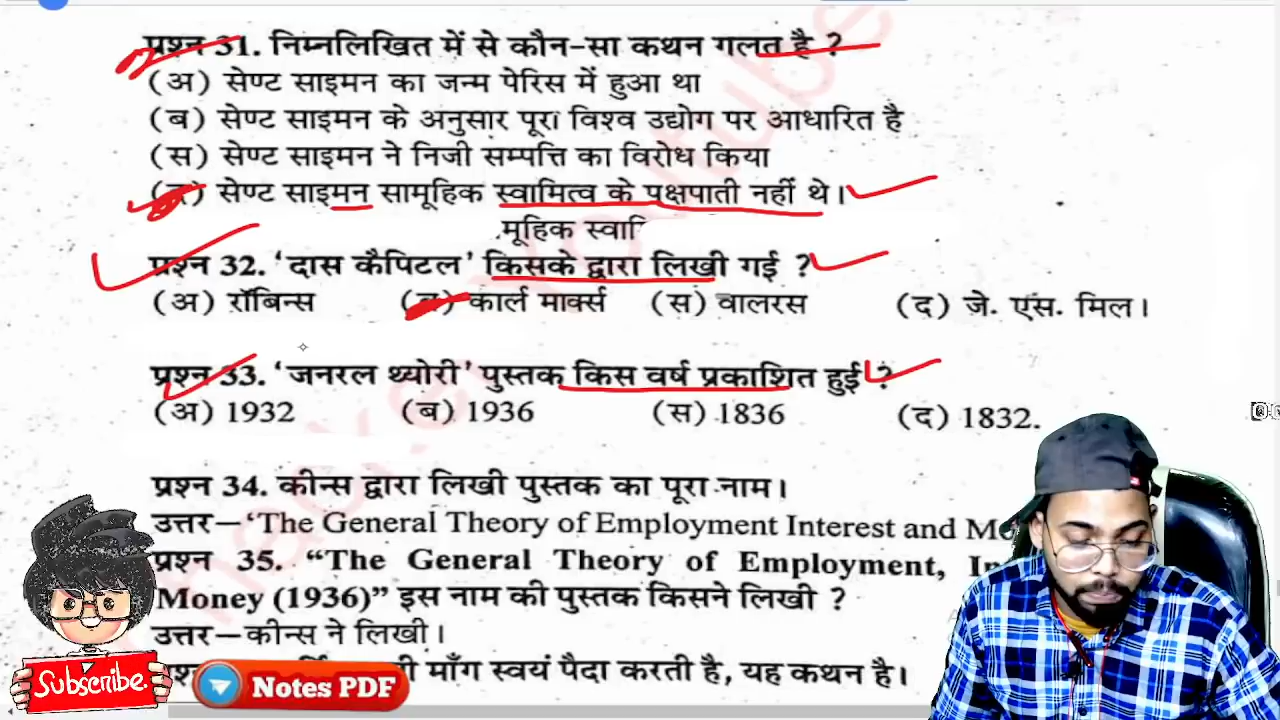 प्रश्न 31. निम्नलिखित में से कौन-सा कथन गलत है ?
(अ) सेण्ट साइमन का जन्म पेरिस में हुआ था
(ब) सेण्ट साइमन के अनुसार पूरा विश्व उद्योग पर आधारित है
(स) सेण्ट साइमन ने निजी सम्पत्ति का विरोध किया
(द) सेण्ट साइमन सामूहिक स्वामित्व के पक्षपाती नहीं थे।
मूहिक स्वा
प्रश्न 32. 'दास कैपिटल' किसके द्वारा लिखी गई ?
(अ) रॉबिन्स (ब) कार्ल मार्क्स (स) वालरस (द) जे. एस. मिल।
प्रश्न 33. 'जनरल थ्योरी' पुस्तक किस वर्ष प्रकाशित हुई ?
(अ) 1932 (ब) 1936 (स) 1836 (द) 1832.
प्रश्न 34. कीन्स द्वारा लिखी पुस्तक का पूरा नाम।
उत्तर–'The General Theory of Employment Interest and
प्रश्न 35. "The General Theory of Employment,
Money (1936)" इस नाम की पुस्तक किसने लिखी ?
उत्तर–कीन्स ने लिखी।
माँग स्वयं पैदा करती है, यह कथन है।
Subscribe.
Notes PDF